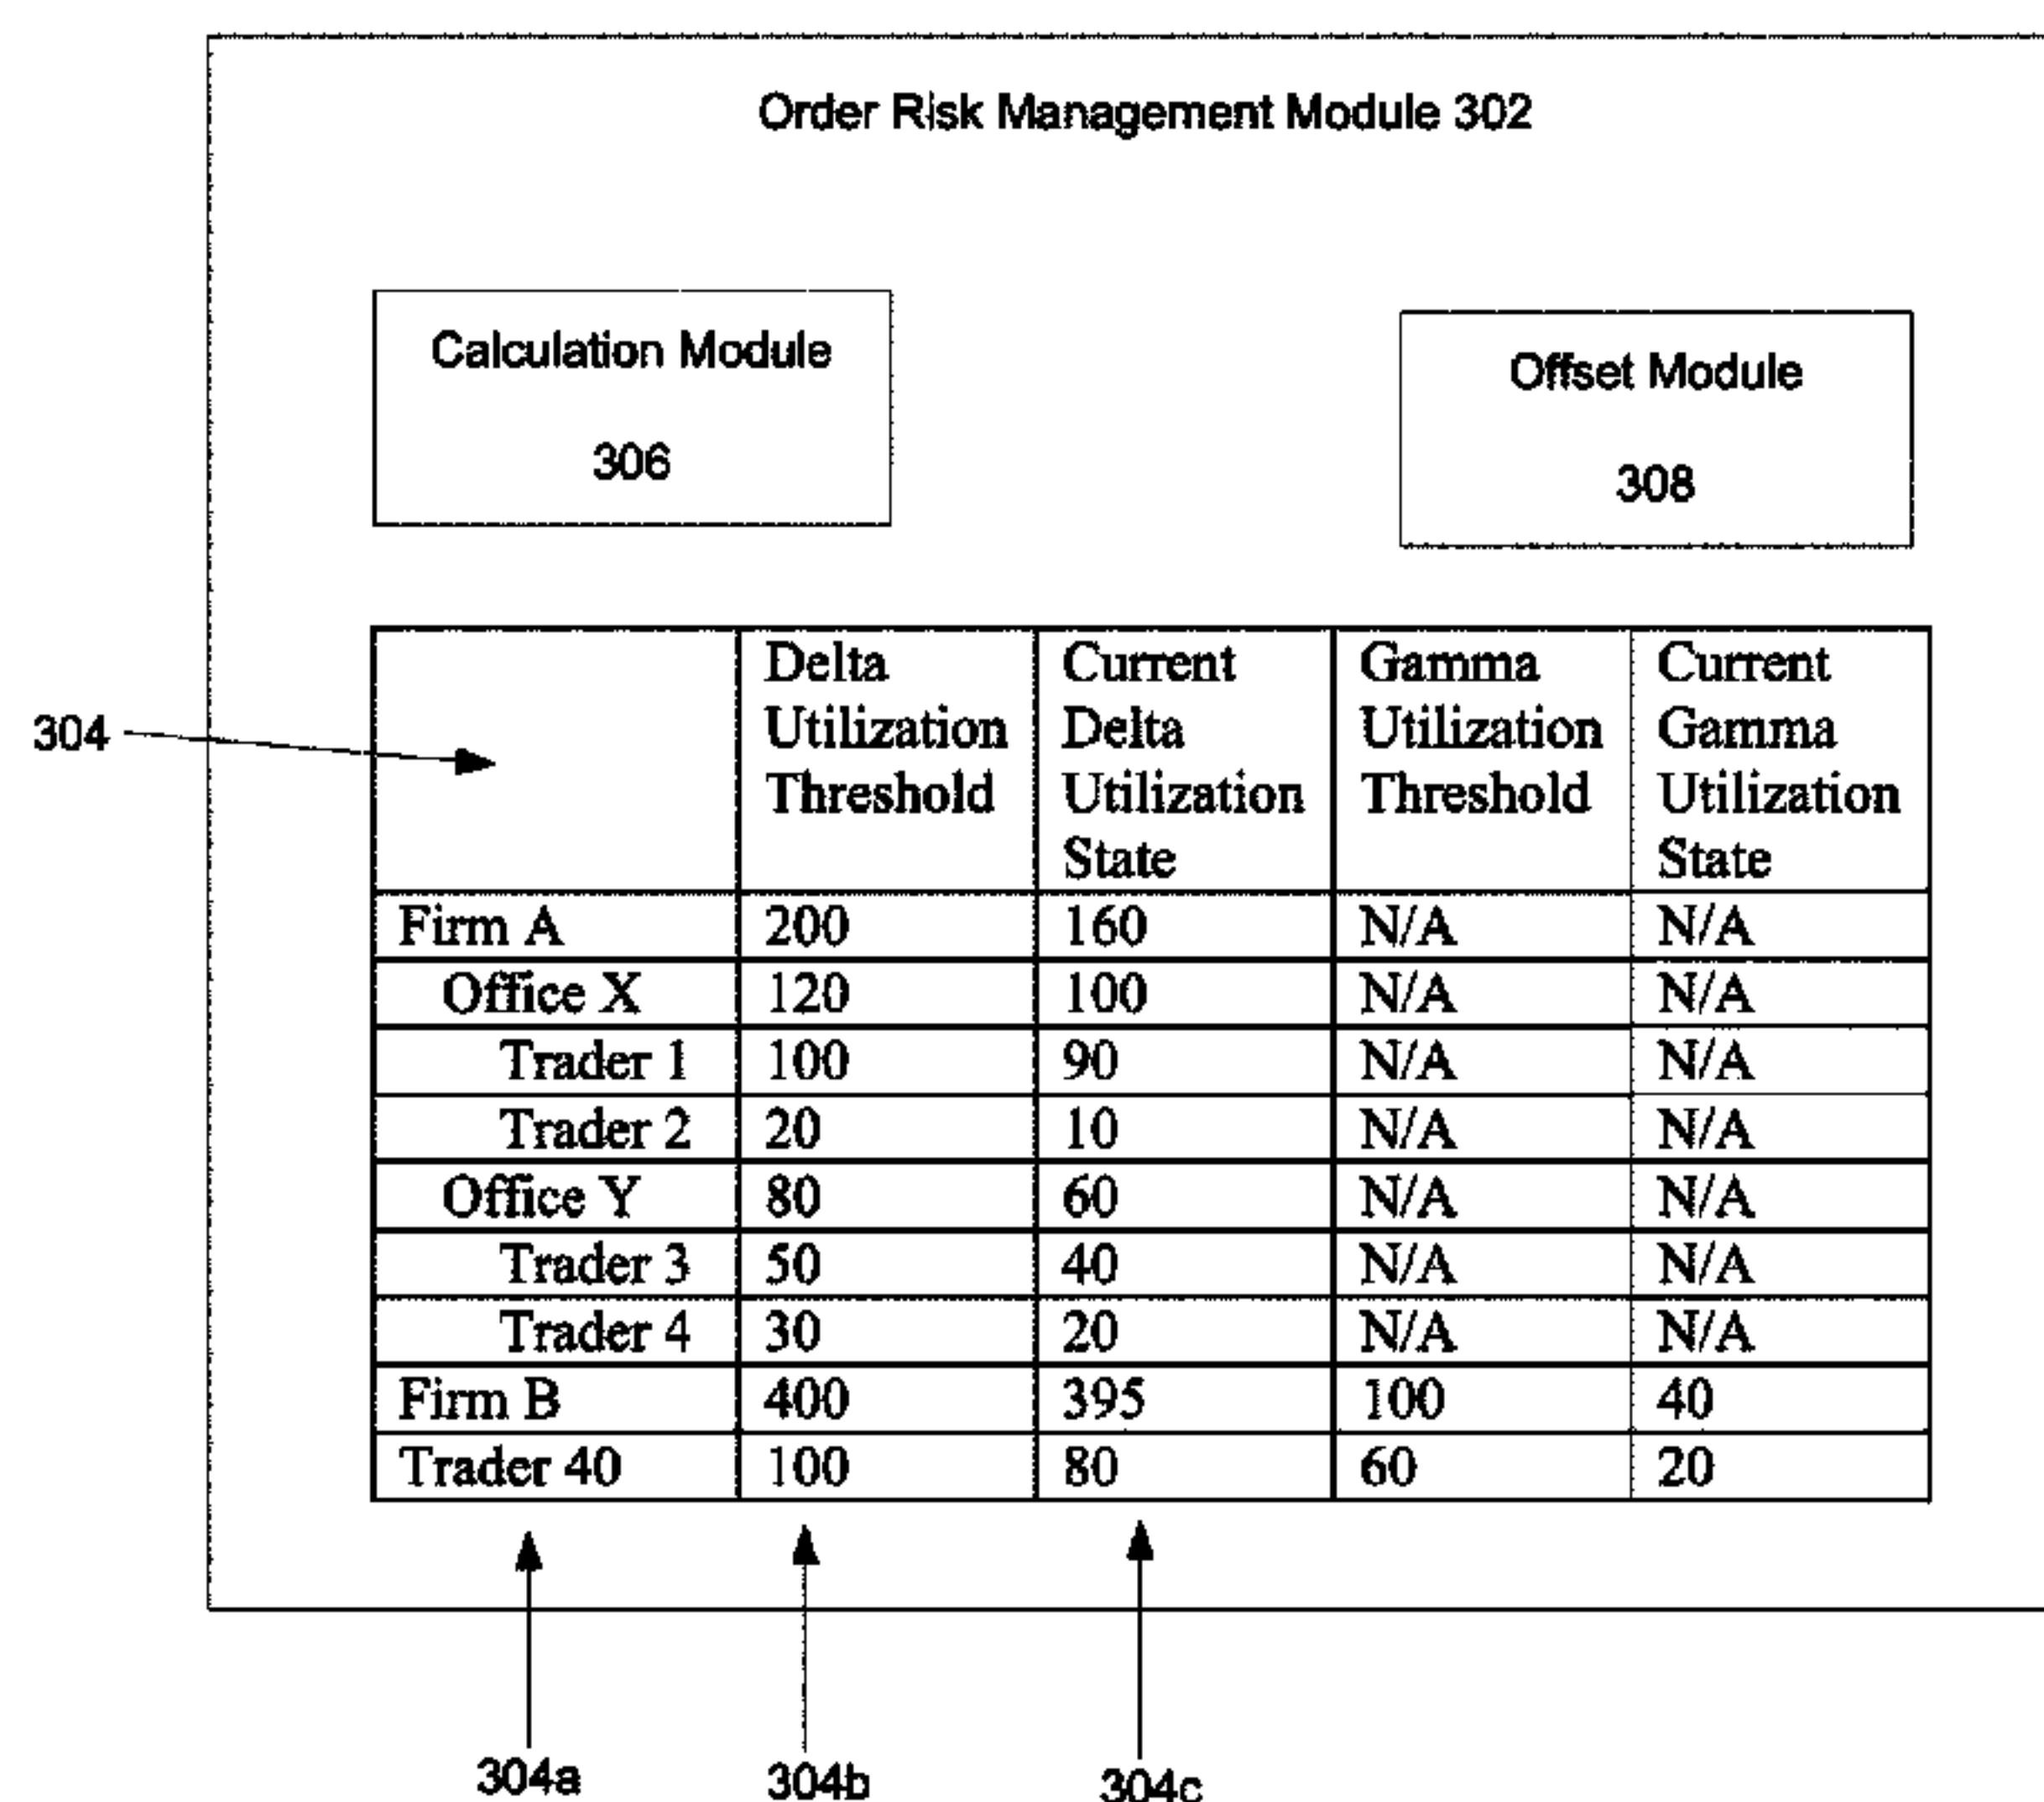 Order Risk Management Module 302
Calculation Module
306
Offset Module
308
304
Delta Utilization Threshold
Current Delta Utilization State
Gamma Utilization Threshold
Current Gamma Utilization State
Firm A 200 160 N/A N/A
Office X 120 100 N/A N/A
Trader 1 100 90 N/A N/A
Trader 2 20 10 N/A N/A
Office Y 80 60 N/A N/A
Trader 3 50 40 N/A N/A
Trader 4 30 20 N/A N/A
Firm B 400 395 100 40
Trader 40 100 80 60 20
304a 304b 304c